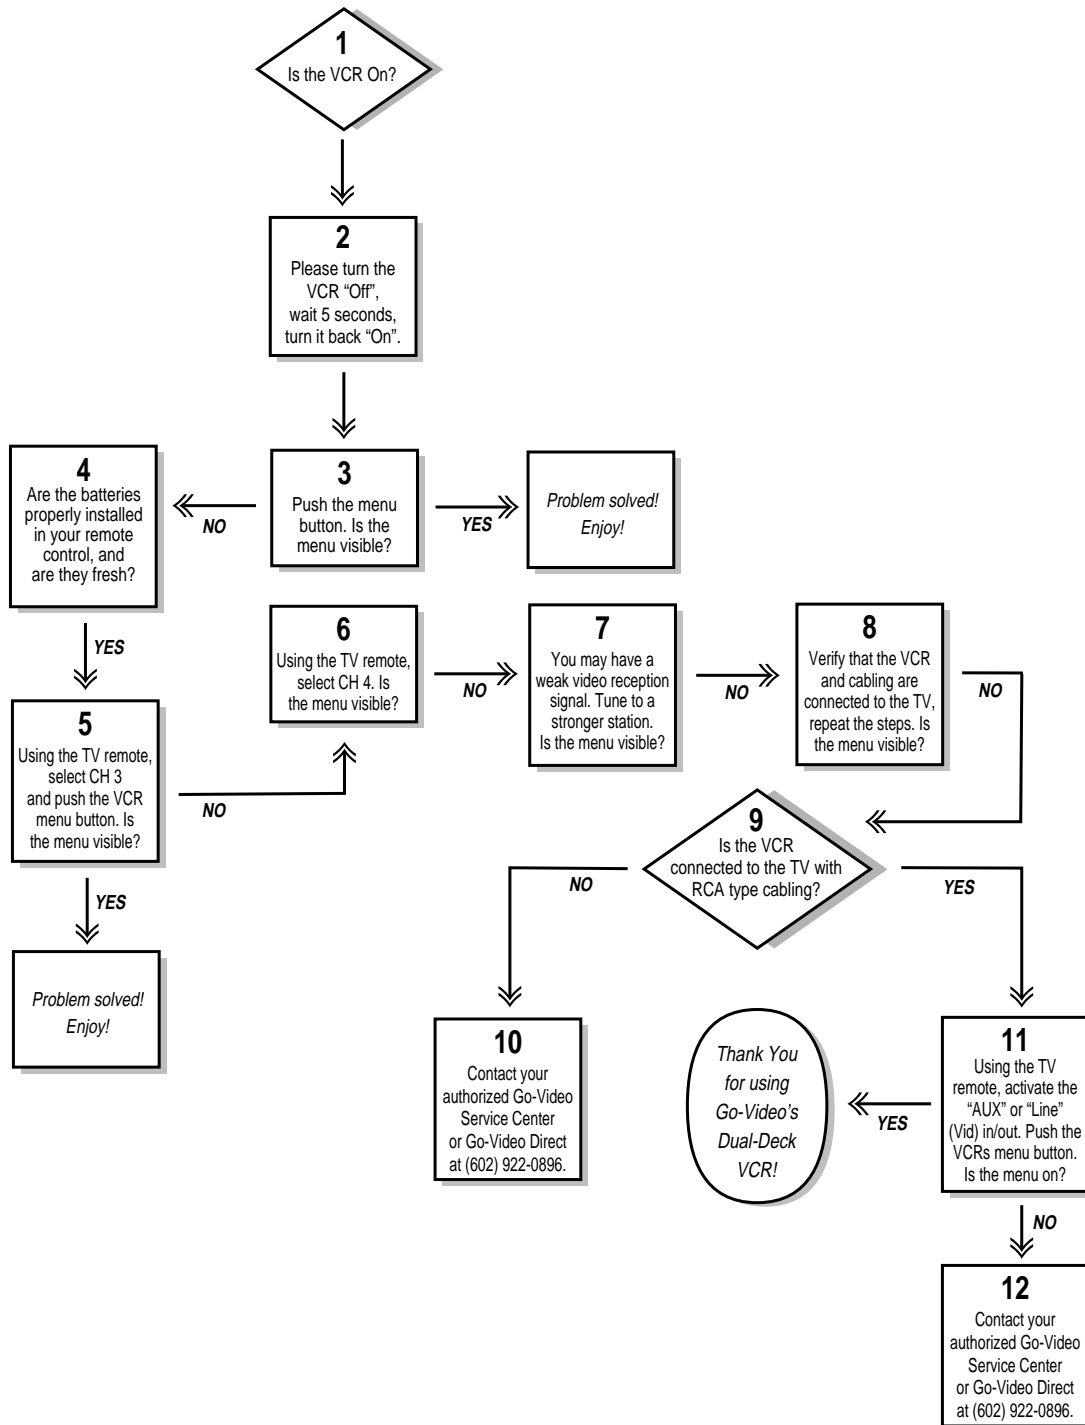 1
Is the VCR On?
2
Please turn the
VCR “Off”,
wait 5 seconds,
turn it back “On”.
3
Push the menu
button. Is the
menu visible?
YES
Problem solved!
Enjoy!
NO
4
Are the batteries
properly installed
in your remote
control, and
are they fresh?
YES
5
Using the TV remote,
select CH 3
and push the VCR
menu button. Is
the menu visible?
YES
Problem solved!
Enjoy!
NO
6
Using the TV remote,
select CH 4. Is
the menu visible?
NO
7
You may have a
weak video reception
signal. Tune to a
stronger station.
Is the menu visible?
NO
8
Verify that the VCR
and cabling are
connected to the TV,
repeat the steps. Is
the menu visible?
NO
9
Is the VCR
connected to the TV with
RCA type cabling?
NO
10
Contact your
authorized Go-Video
Service Center
or Go-Video Direct
at (602) 922-0896.
YES
11
Using the TV
remote, activate the
“AUX” or “Line”
(Vid) in/out. Push the
VCRs menu button.
Is the menu on?
YES
Thank You
for using
Go-Video’s
Dual-Deck
VCR!
NO
12
Contact your
authorized Go-Video
Service Center
or Go-Video Direct
at (602) 922-0896.